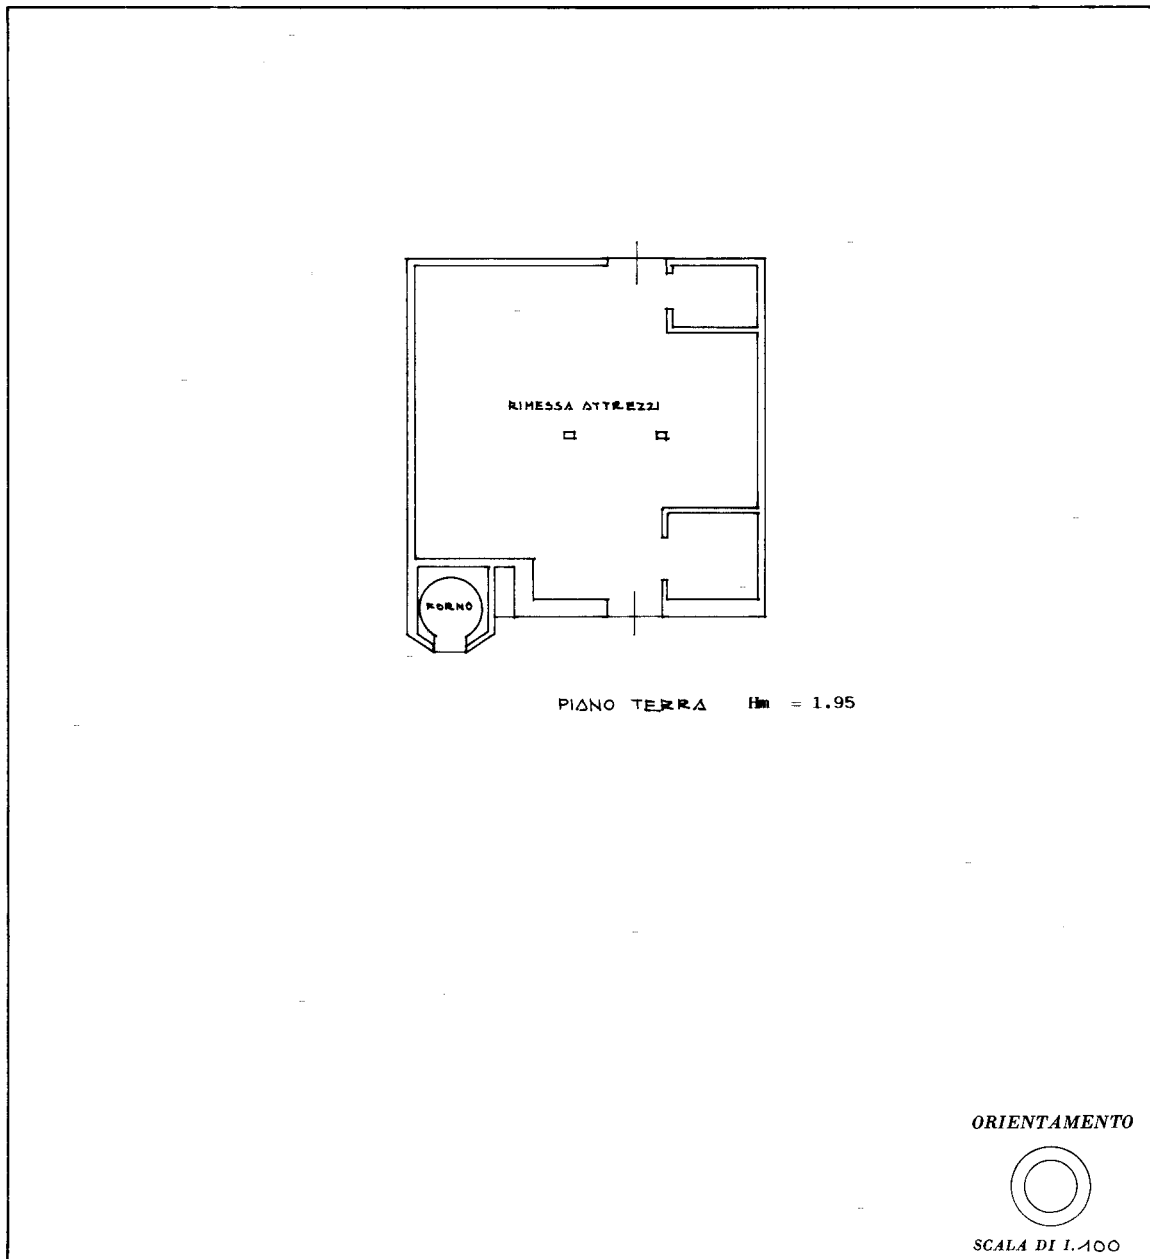 RIMESSA ATTREZZI
FORNO
PIANO TERRA Hm = 1.95
ORIENTAMENTO
SCALA DI 1.100